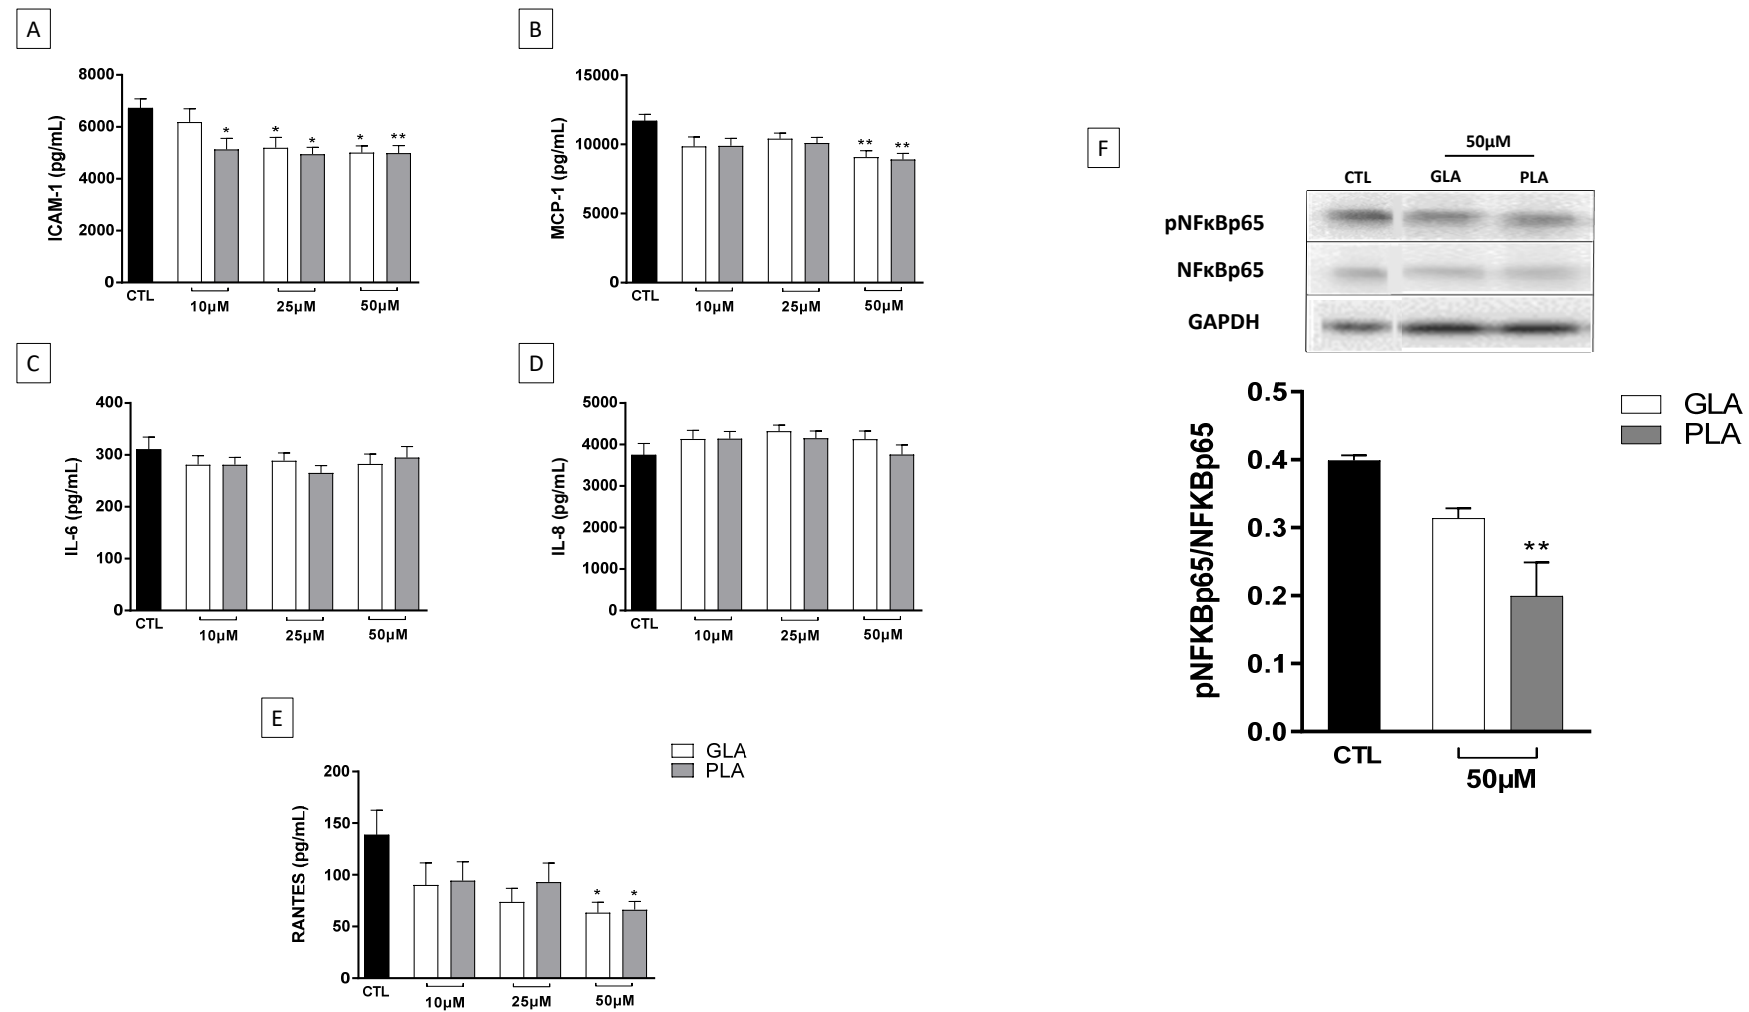 A
8000
6000
4000
2000
0
ICAM-1 (pg/mL)
*
*
*
*
**
CTL
10µM
25µM
50µM
B
15000
10000
5000
0
MCP-1 (pg/mL)
**
**
CTL
10µM
25µM
50µM
C
400
300
200
100
0
IL-6 (pg/mL)
CTL
10µM
25µM
50µM
D
5000
4000
3000
2000
1000
0
IL-8 (pg/mL)
CTL
10µM
25µM
50µM
E
GLA
PLA
200
150
100
50
0
RANTES (pg/mL)
*
*
CTL
10µM
25µM
50µM
F
50µM
CTL GLA PLA
pNFκBp65
NFκBp65
GAPDH
0.5
0.4
0.3
0.2
0.1
0.0
pNFKBp65/NFKBp65
GLA
PLA
**
CTL
50µM